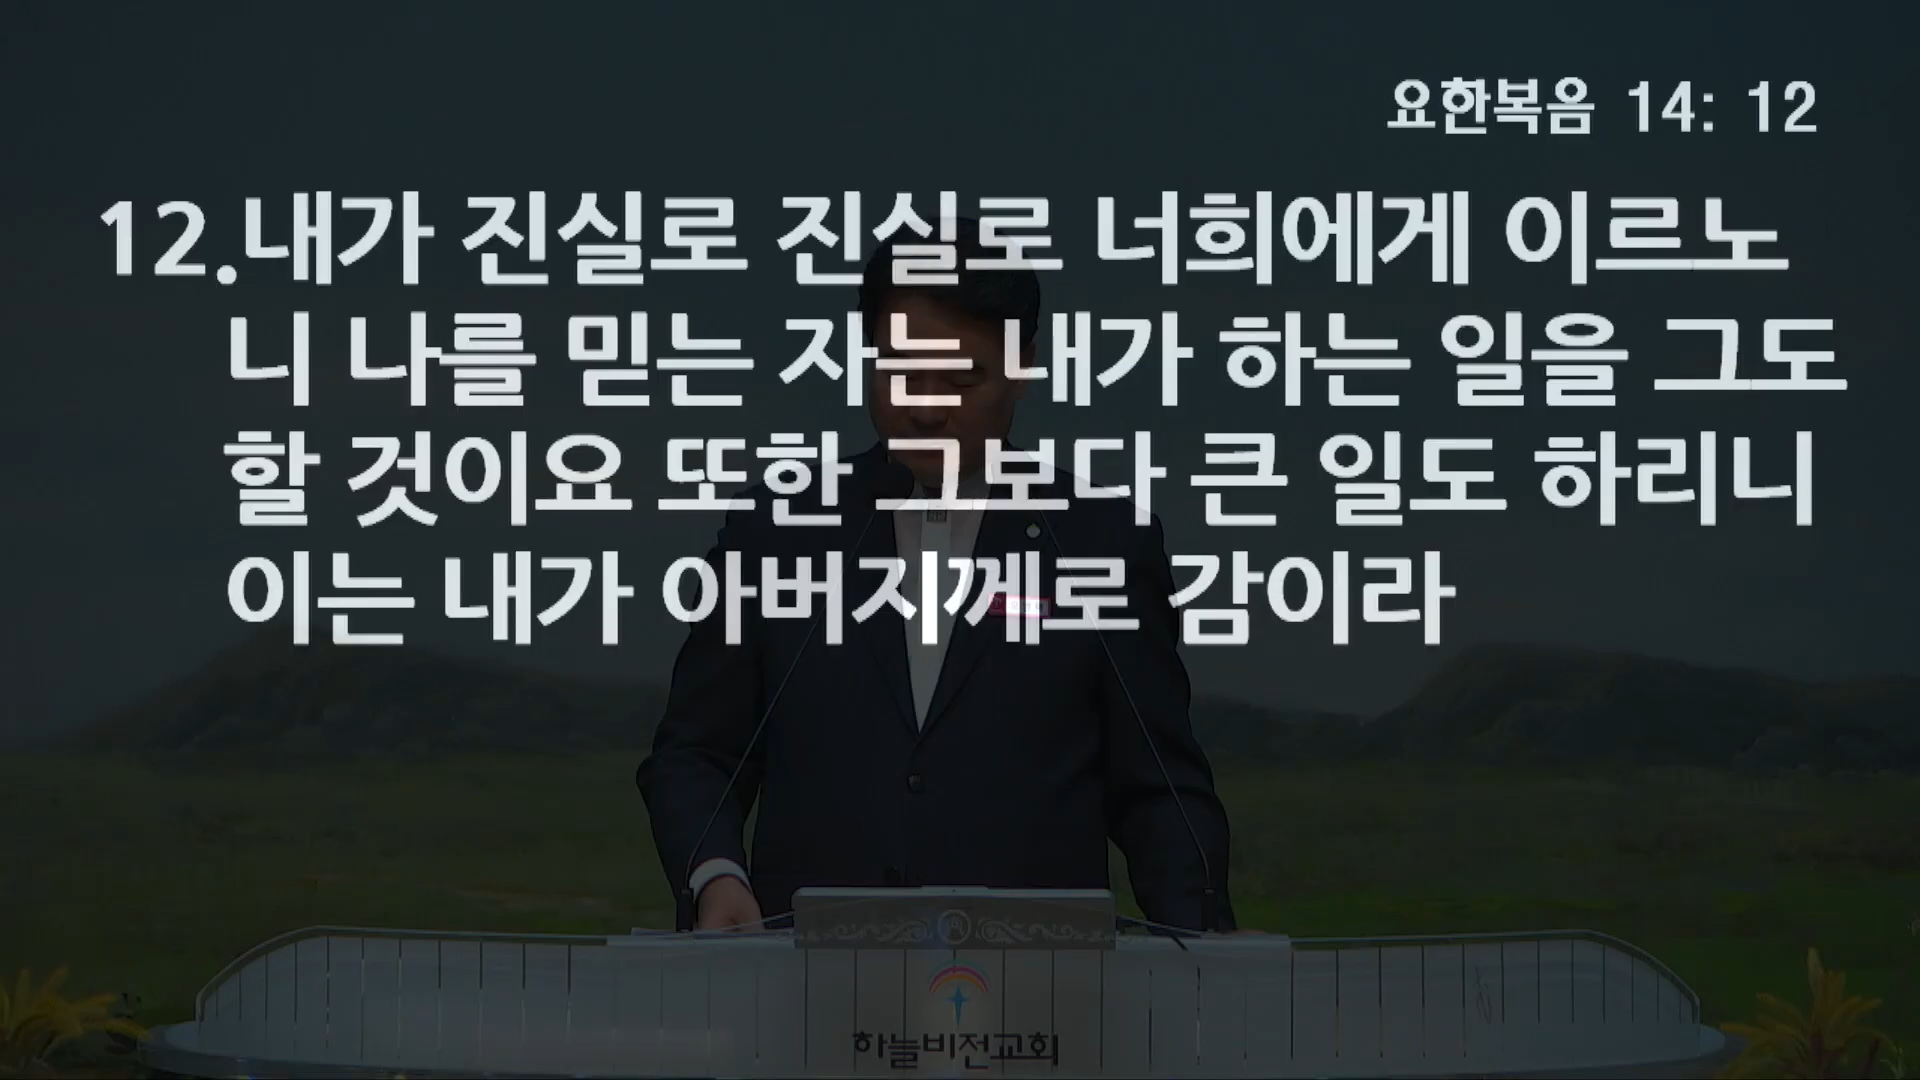 요한복음 14: 12
12.내가 진실로 진실로 너희에게 이르노
니 나를 믿는 자는 내가 하는 일을 그도
할 것이요 또한 그보다 큰 일도 하리니
이는 내가 아버지께로 감이라
하늘비전교회